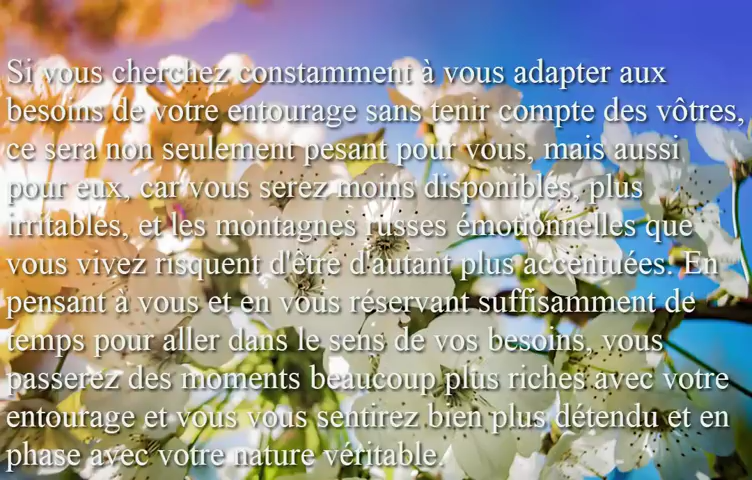 Si vous cherchez constamment à vous adapter aux
besoins de votre entourage sans tenir compte des vôtres,
ce sera non seulement pesant pour vous, mais aussi
pour eux, car vous serez moins disponibles, plus
irritables, et les montagnes russes émotionnelles que
vous vivez risquent d'être d'autant plus accentuées. En
pensant à vous et en vous réservant suffisamment de
temps pour aller dans le sens de vos besoins, vous
passerez des moments beaucoup plus riches avec votre
entourage et vous vous sentirez bien plus détendu et en
phase avec votre nature véritable.